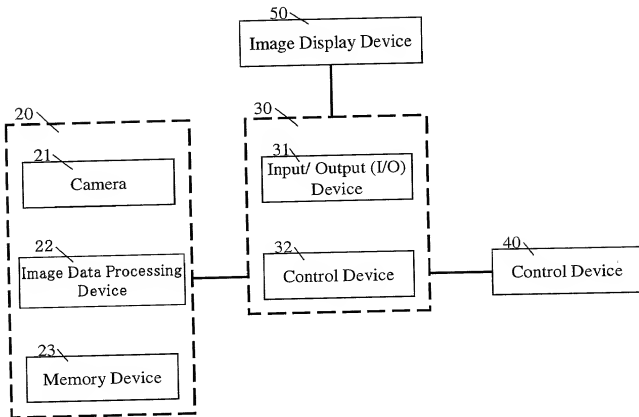 50
Image Display Device
20
30
21
Camera
31
Input/ Output (I/O)
Device
22
Image Data Processing
Device
32
Control Device
40
Control Device
23
Memory Device